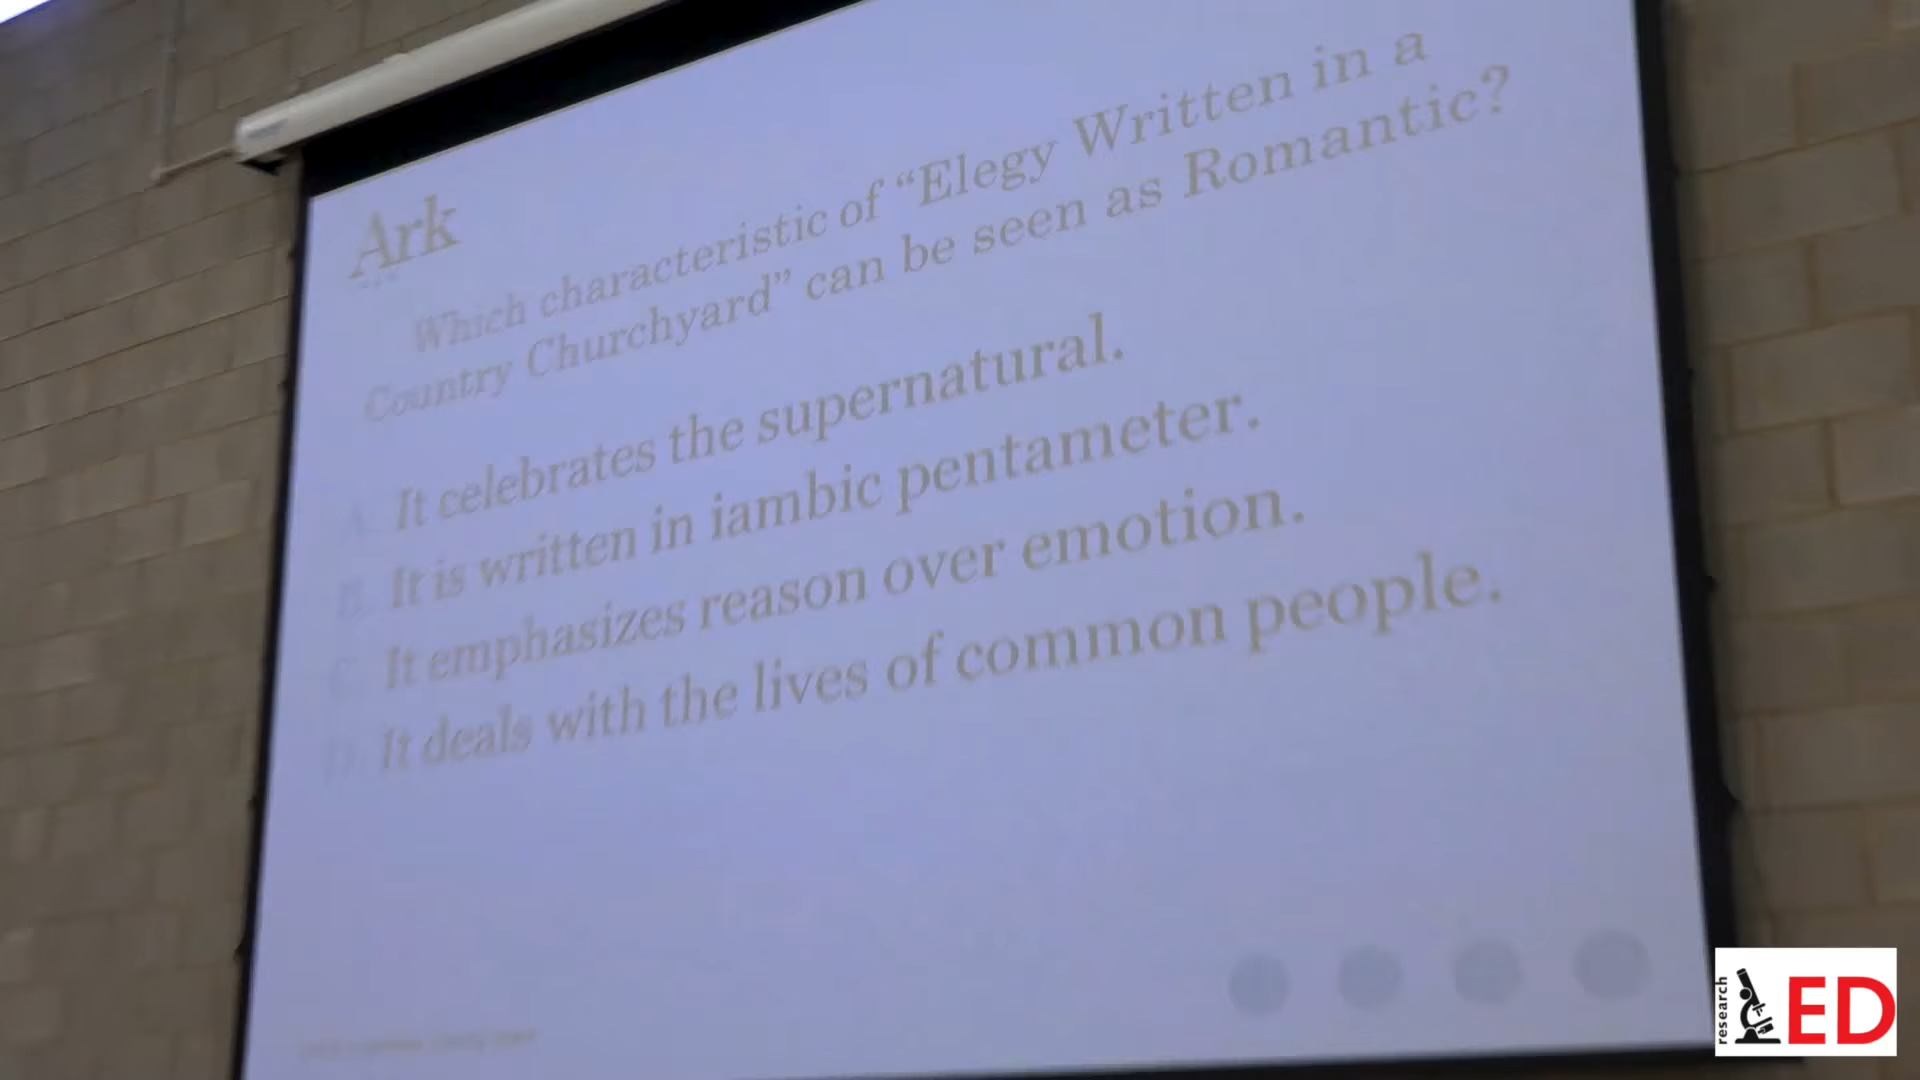 Ark
Which characteristic of “Elegy Written in a
Country Churchyard” can be seen as Romantic?
A. It celebrates the supernatural.
B. It is written in iambic pentameter.
C. It emphasizes reason over emotion.
D. It deals with the lives of common people.
research
ED